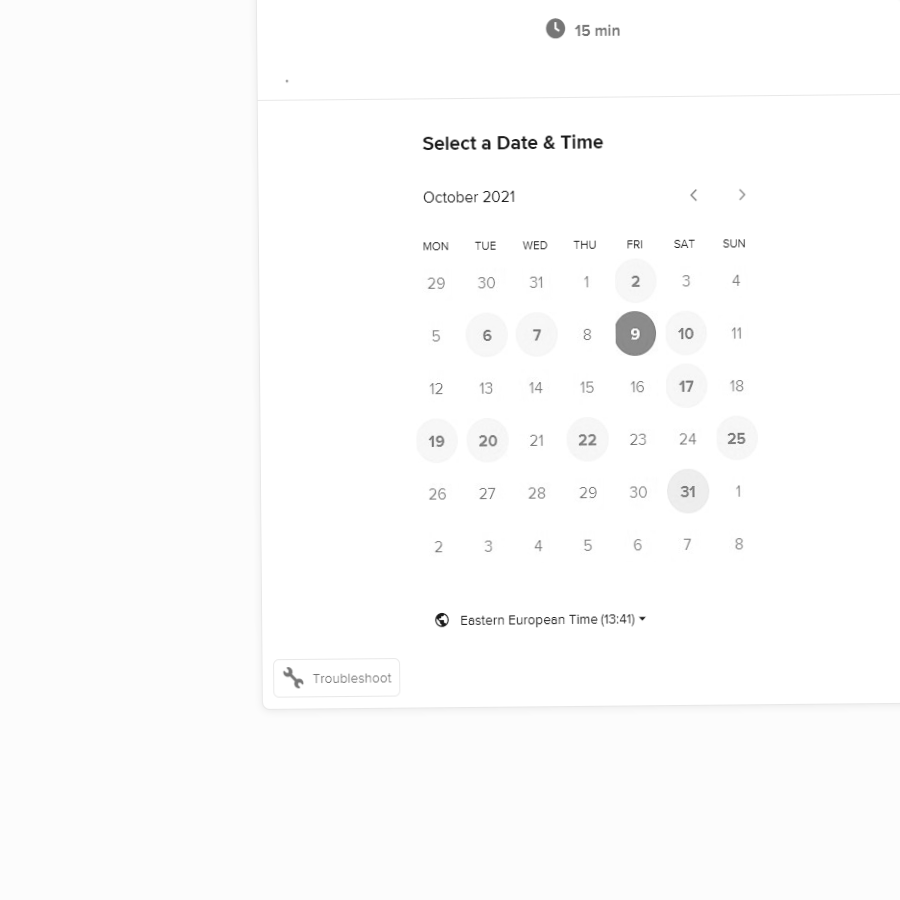 15 min
.
Select a Date & Time
October 2021
MON TUE WED THU FRI SAT SUN
29 30 31 1 2 3 4
5 6 7 8 9 10 11
12 13 14 15 16 17 18
19 20 21 22 23 24 25
26 27 28 29 30 31 1
2 3 4 5 6 7 8
Eastern European Time (13:41)
Troubleshoot